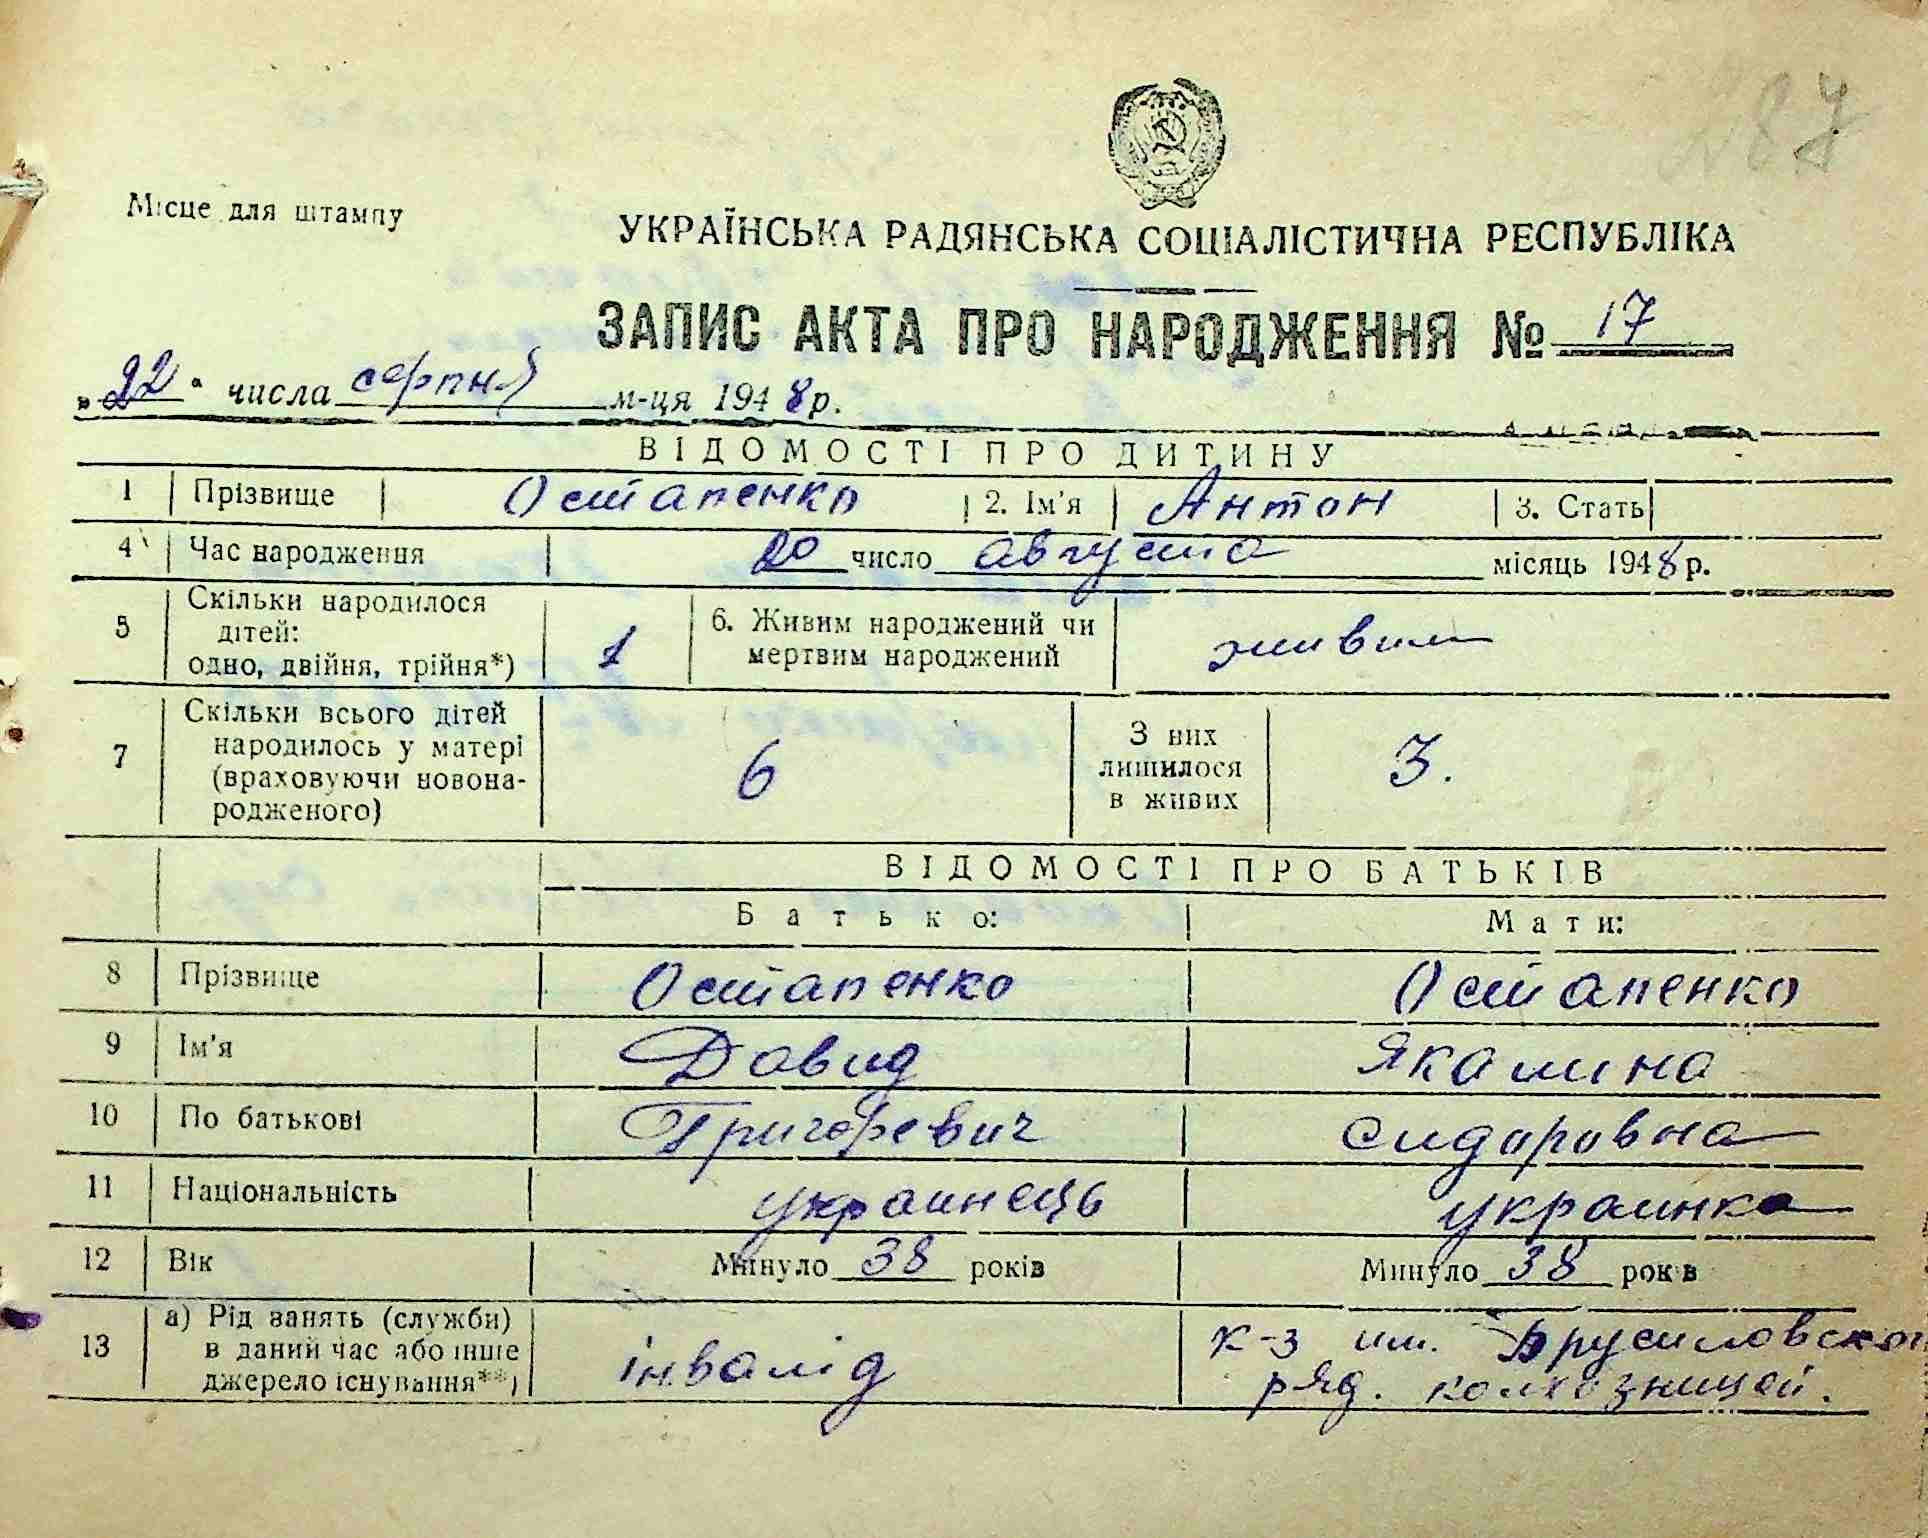 287
Місце для штампу
УКРАЇНСЬКА РАДЯНСЬКА СОЦІАЛІСТИЧНА РЕСПУБЛІКА
ЗАПИС АКТА ПРО НАРОДЖЕННЯ № 17
„22“ числа серпня м-ця 1948 р.
ВІДОМОСТІ ПРО ДИТИНУ
1 Прізвище Остапенко 2. Ім'я Антон 3. Стать
4 Час народження 20 число августа місяць 1948 р.
5 Скільки народилося дітей: одно, двійня, трійня*) 1 6. Живим народжений чи мертвим народжений живим
7 Скільки всього дітей народилось у матері (враховуючи новонародженого) 6 З них лишилося в живих 3.
ВІДОМОСТІ ПРО БАТЬКІВ
Батько: Мати:
8 Прізвище Остапенко Остапенко
9 Ім'я Давид Якамина
10 По батькові Григоревич Сидоровна
11 Національність украинець украинка
12 Вік Минуло 38 років Минуло 38 років
13 а) Рід занять (служби) в даний час або інше джерело існування**) інвалід к-з им. Брусиловского ряд. колхозницей.